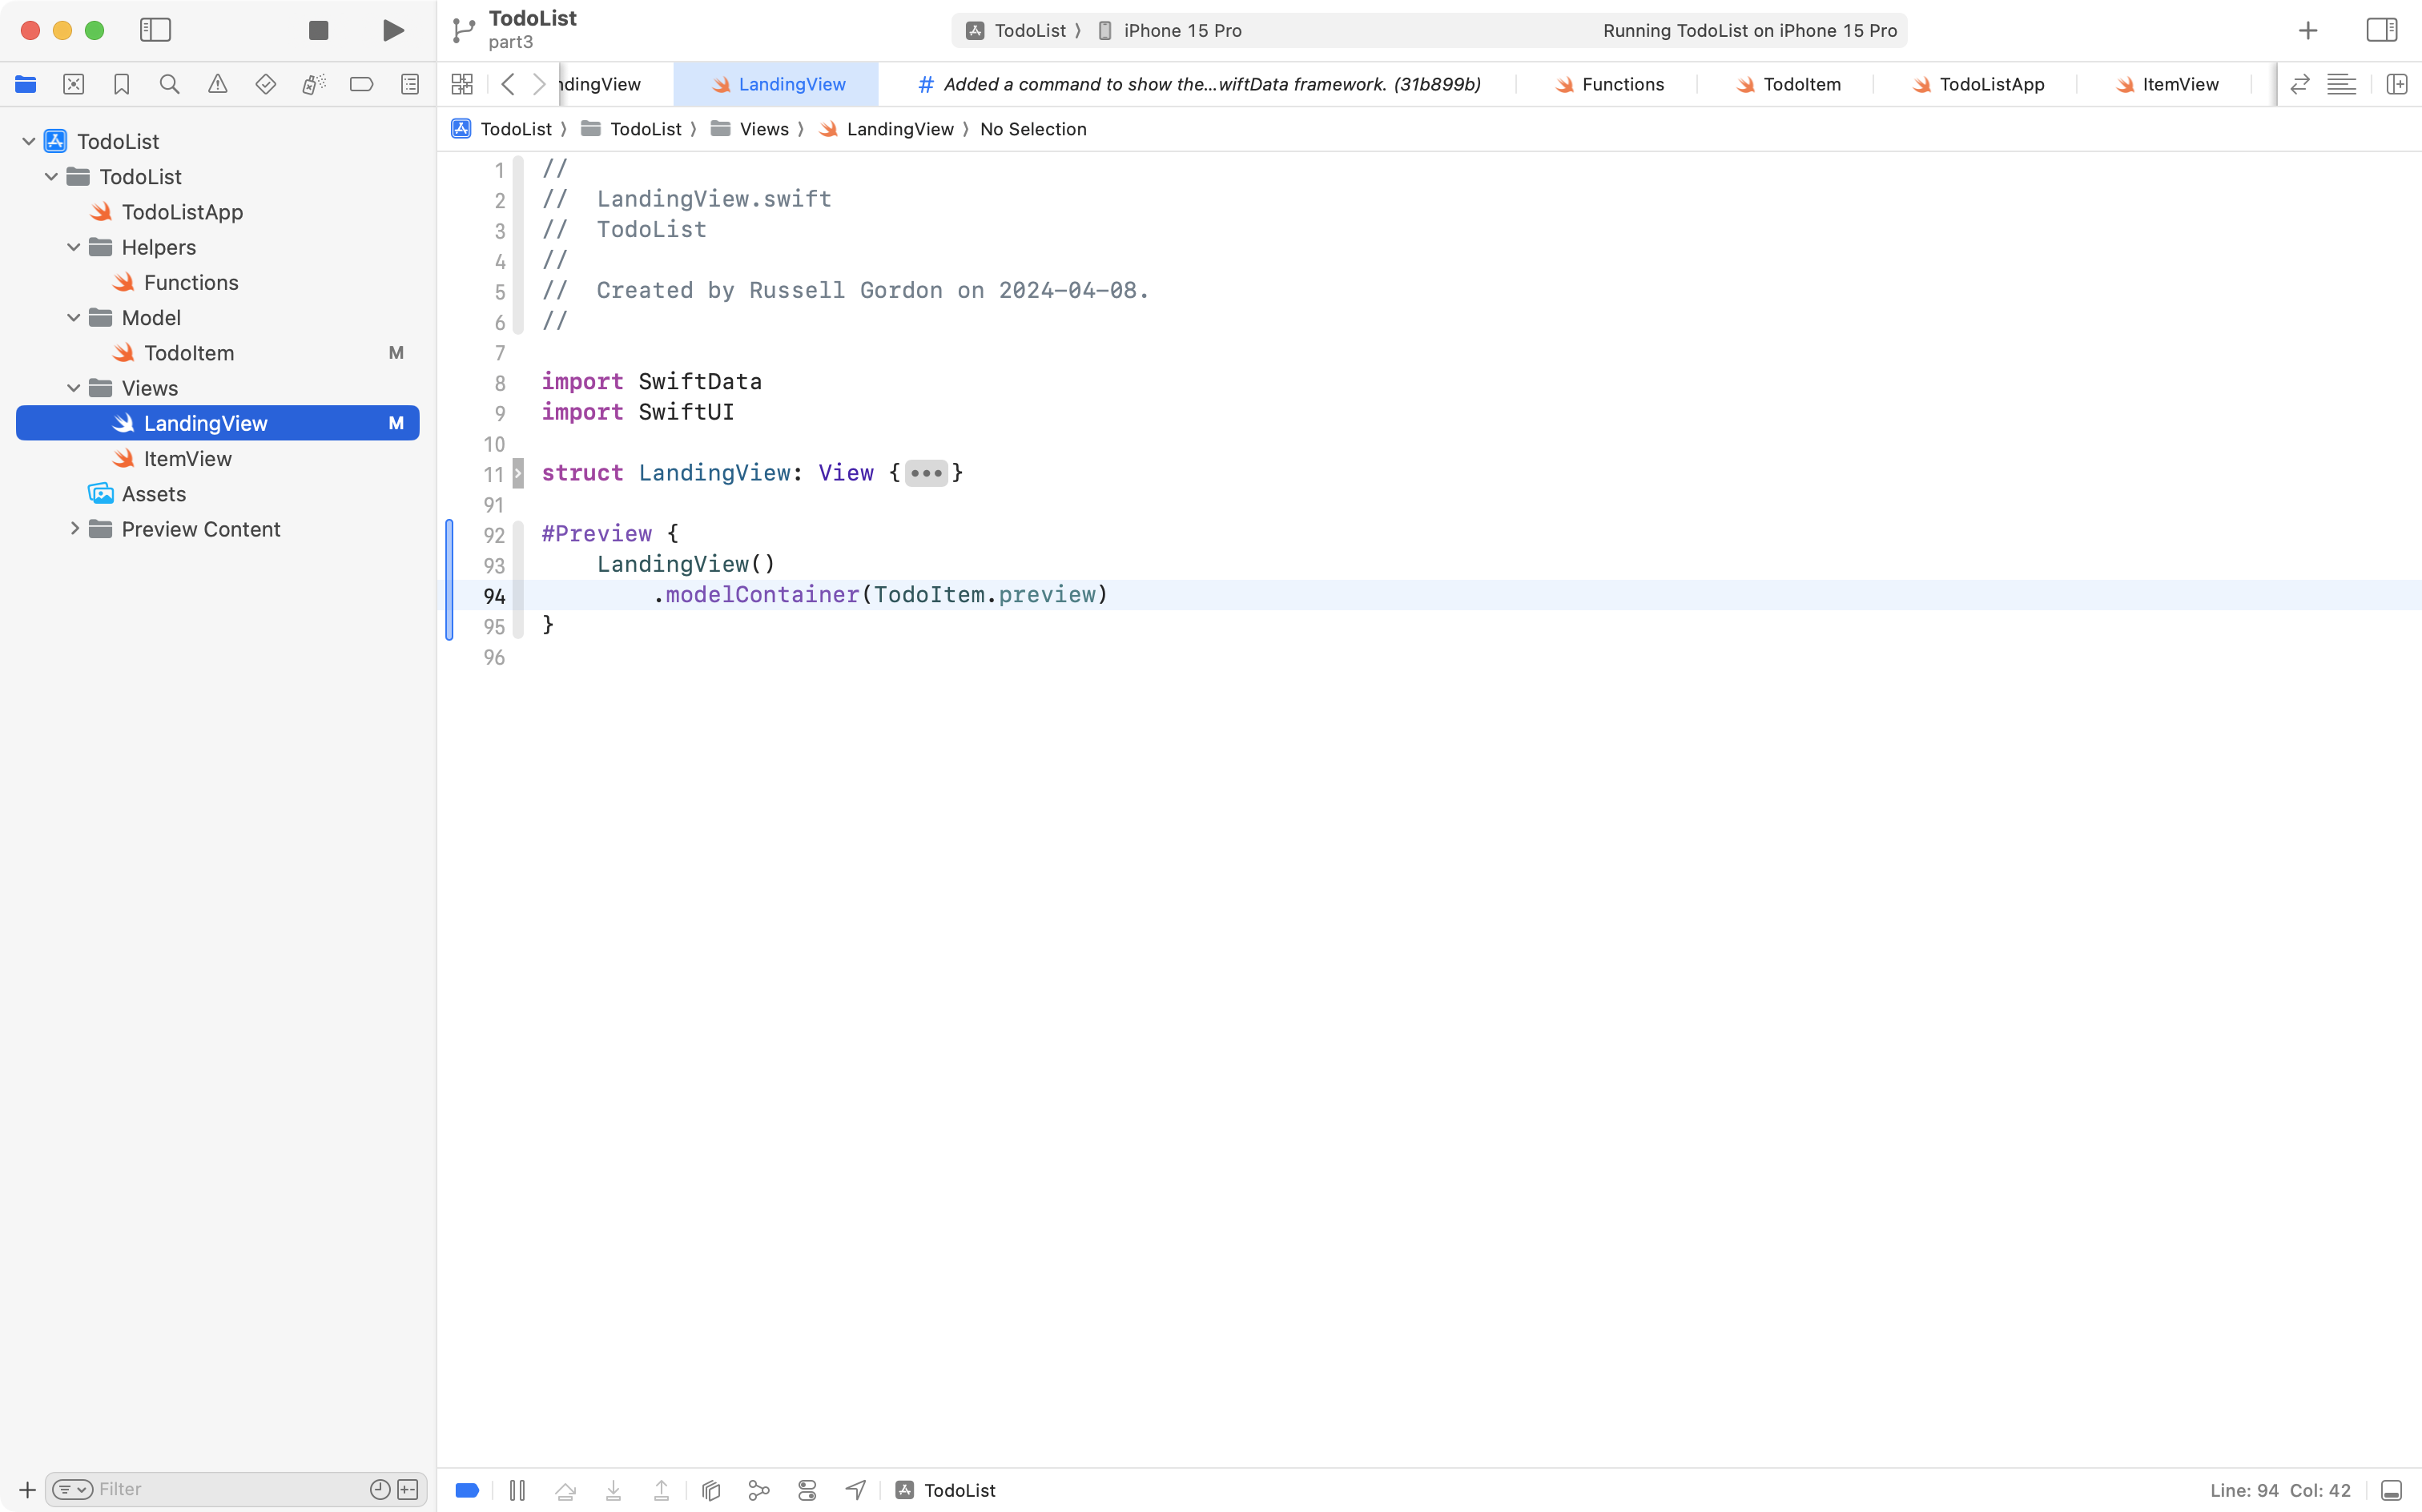 TodoList
part3
TodoList ⟩ iPhone 15 Pro
Running TodoList on iPhone 15 Pro
ndingView
LandingView
# Added a command to show the...wiftData framework. (31b899b)
Functions
TodoItem
TodoListApp
ItemView
TodoList ⟩ TodoList ⟩ Views ⟩ LandingView ⟩ No Selection
TodoList
TodoList
TodoListApp
Helpers
Functions
Model
TodoItem M
Views
LandingView M
ItemView
Assets
Preview Content
1 //
2 //  LandingView.swift
3 //  TodoList
4 //
5 //  Created by Russell Gordon on 2024-04-08.
6 //
7
8 import SwiftData
9 import SwiftUI
10
11 struct LandingView: View {•••}
91
92 #Preview {
93     LandingView()
94         .modelContainer(TodoItem.preview)
95 }
96
Filter
TodoList
Line: 94 Col: 42